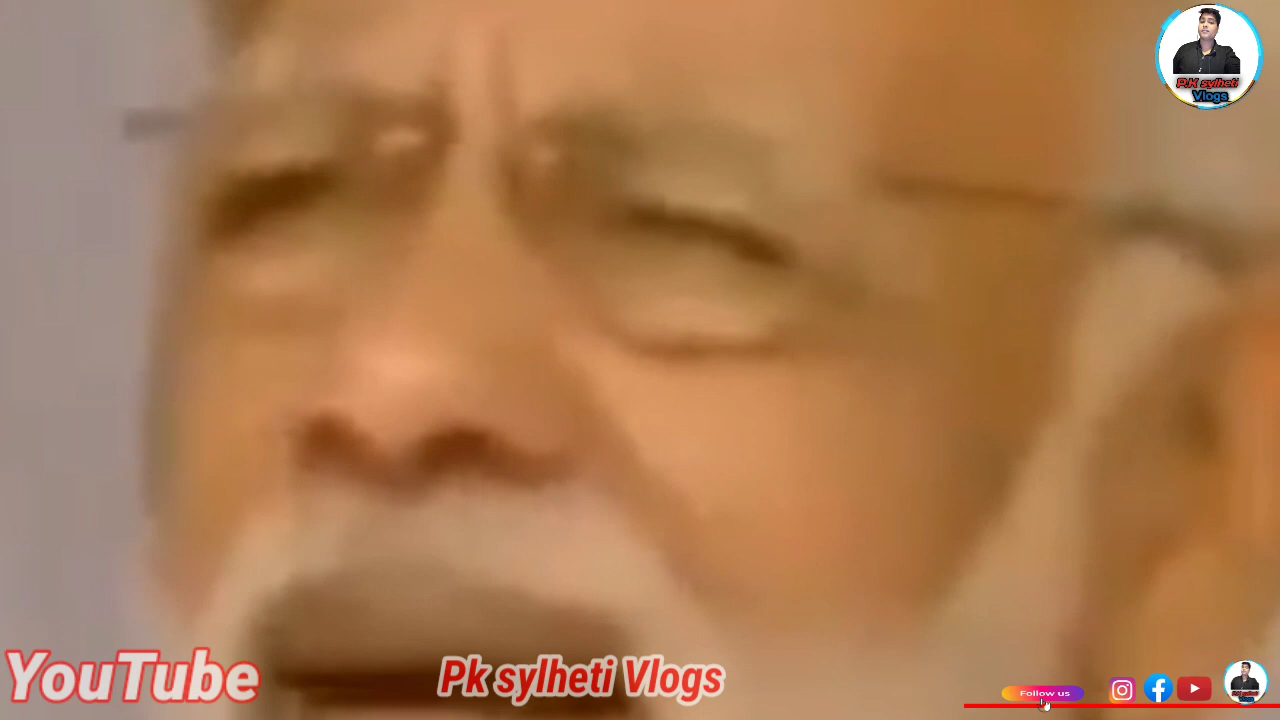 P.K sylheti
Vlogs
YouTube
Pk sylheti Vlogs
Follow us